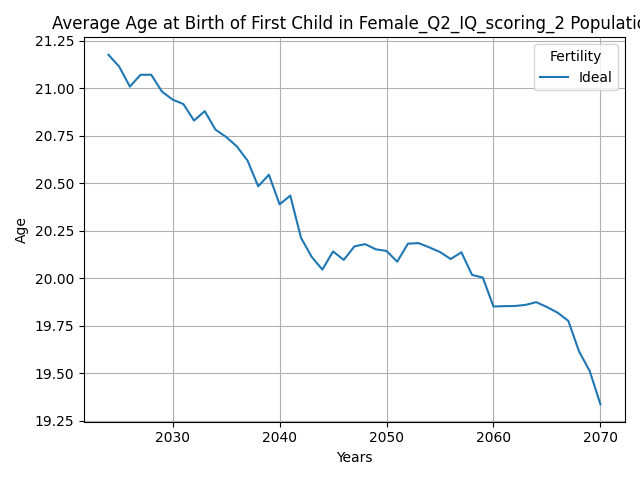 Average Age at Birth of First Child in Female_Q2_IQ_scoring_2 Populatio
21.25
21.00
20.75
20.50
20.25
20.00
19.75
19.50
19.25
Age
Fertility
Ideal
2030 2040 2050 2060 2070
Years